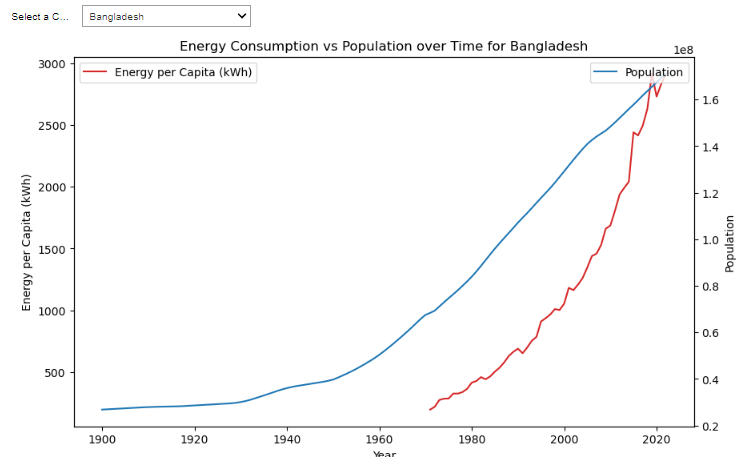 Select a C...
Bangladesh
Energy Consumption vs Population over Time for Bangladesh
1e8
Energy per Capita (kWh)
Population
3000
2500
2000
1500
1000
500
Energy per Capita (kWh)
1.6
1.4
1.2
1.0
0.8
0.6
0.4
0.2
Population
1900 1920 1940 1960 1980 2000 2020
Year